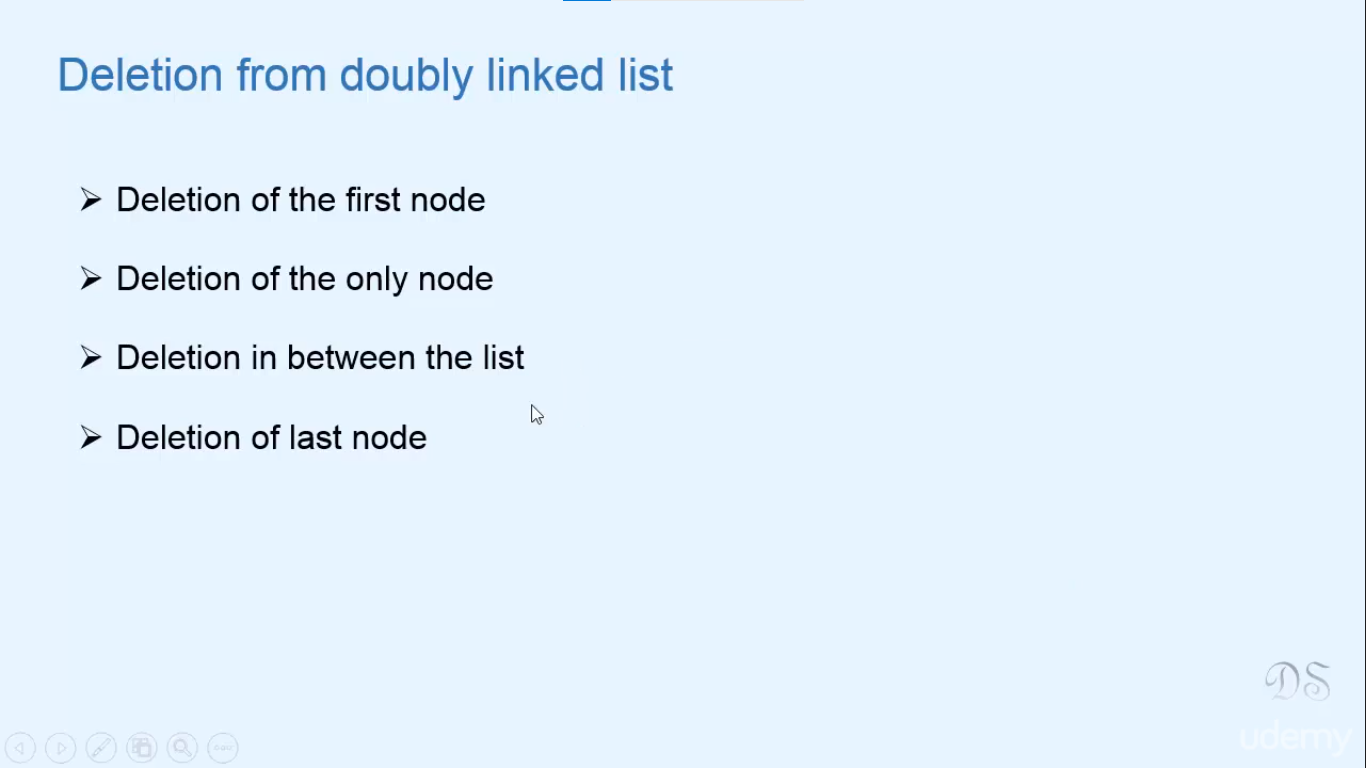 Deletion from doubly linked list
➢ Deletion of the first node
➢ Deletion of the only node
➢ Deletion in between the list
➢ Deletion of last node
DS
udemy